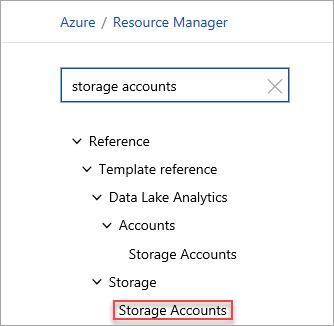 Azure / Resource Manager
storage accounts
Reference
Template reference
Data Lake Analytics
Accounts
Storage Accounts
Storage
Storage Accounts